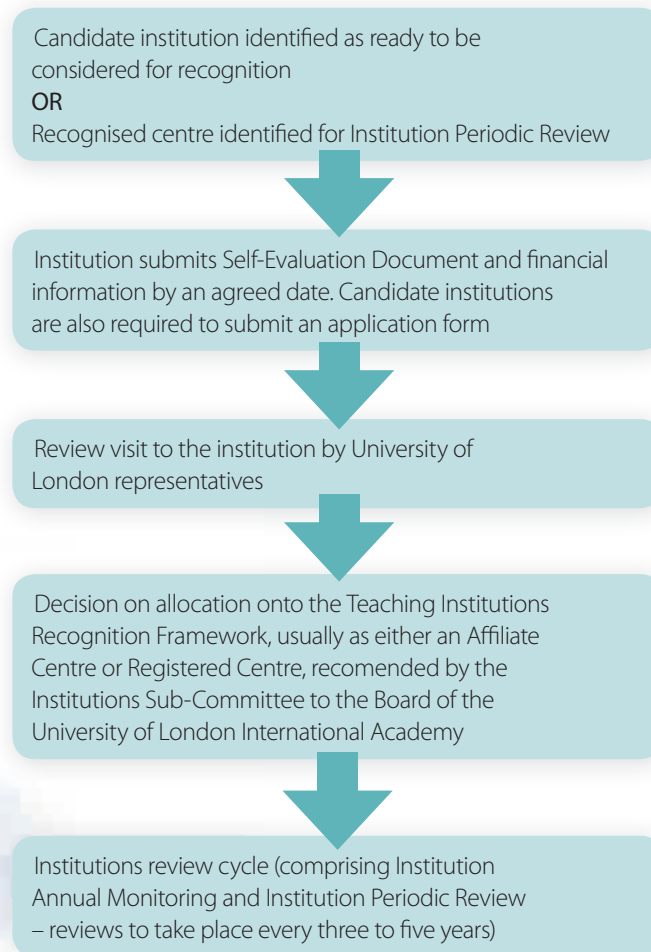 Candidate institution identified as ready to be
considered for recognition
OR
Recognised centre identified for Institution Periodic Review
Institution submits Self-Evaluation Document and financial
information by an agreed date. Candidate institutions
are also required to submit an application form
Review visit to the institution by University of
London representatives
Decision on allocation onto the Teaching Institutions
Recognition Framework, usually as either an Affiliate
Centre or Registered Centre, recomended by the
Institutions Sub-Committee to the Board of the
University of London International Academy
Institutions review cycle (comprising Institution
Annual Monitoring and Institution Periodic Review
– reviews to take place every three to five years)